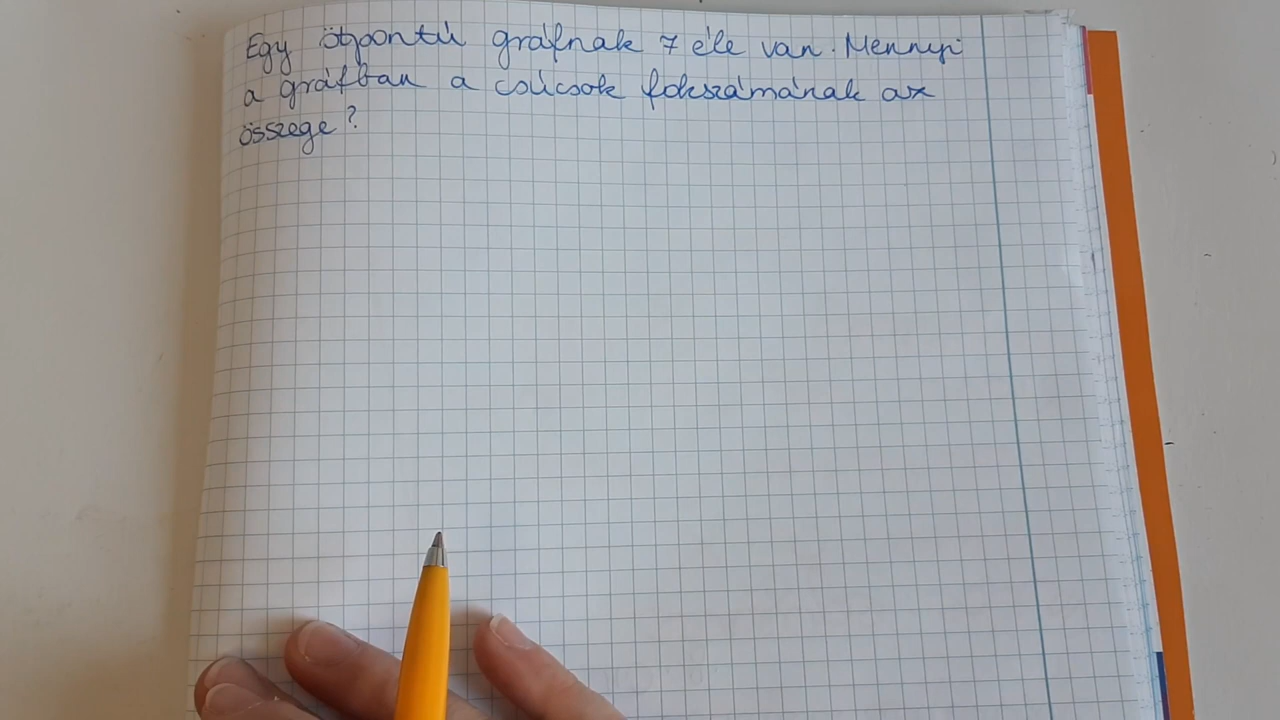 Egy ötpontú gráfnak 7 éle van. Mennyi
a gráfban a csúcsok fokszámának az
összege?